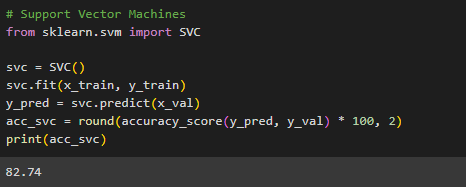 # Support Vector Machines
from sklearn.svm import SVC
svc = SVC()
svc.fit(x_train, y_train)
y_pred = svc.predict(x_val)
acc_svc = round(accuracy_score(y_pred, y_val) * 100, 2)
print(acc_svc)
82.74